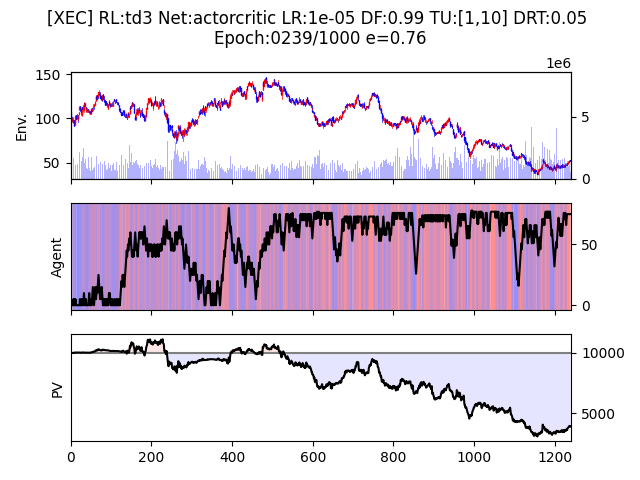 [XEC] RL:td3 Net:actorcritic LR:1e-05 DF:0.99 TU:[1,10] DRT:0.05
Epoch:0239/1000 e=0.76
1e6
150
100
50
Env.
5
0
Agent
50
0
PV
10000
5000
0 200 400 600 800 1000 1200